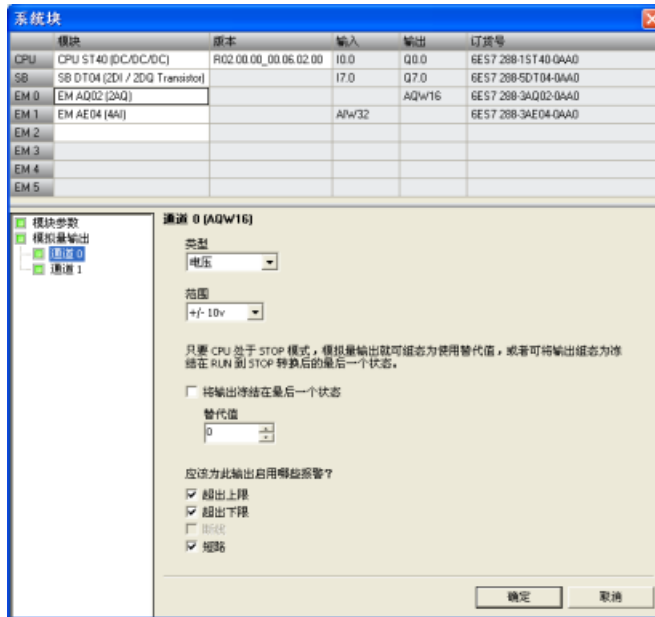 系统块
模块 版本 输入 输出 订货号
CPU CPU ST40 (DC/DC/DC) R02.00.00_00.06.02.00 I0.0 Q0.0 6ES7 288-1ST40-0AA0
SB SB DT04 (2DI / 2DQ Transistor) I7.0 Q7.0 6ES7 288-5DT04-0AA0
EM 0 EM AQ02 (2AQ) AQW16 6ES7 288-3AQ02-0AA0
EM 1 EM AE04 (4AI) AIW32 6ES7 288-3AE04-0AA0
EM 2
EM 3
EM 4
EM 5
模块参数
模拟量输出
通道 0
通道 1
通道 0 (AQW16)
类型
电压
范围
+/- 10v
只要 CPU 处于 STOP 模式，模拟量输出就可组态为使用替代值，或者可将输出组态为冻
结在 RUN 到 STOP 转换后的最后一个状态。
将输出冻结在最后一个状态
替代值
0
应该为此输出启用哪些报警?
超出上限
超出下限
断线
短路
确定 取消